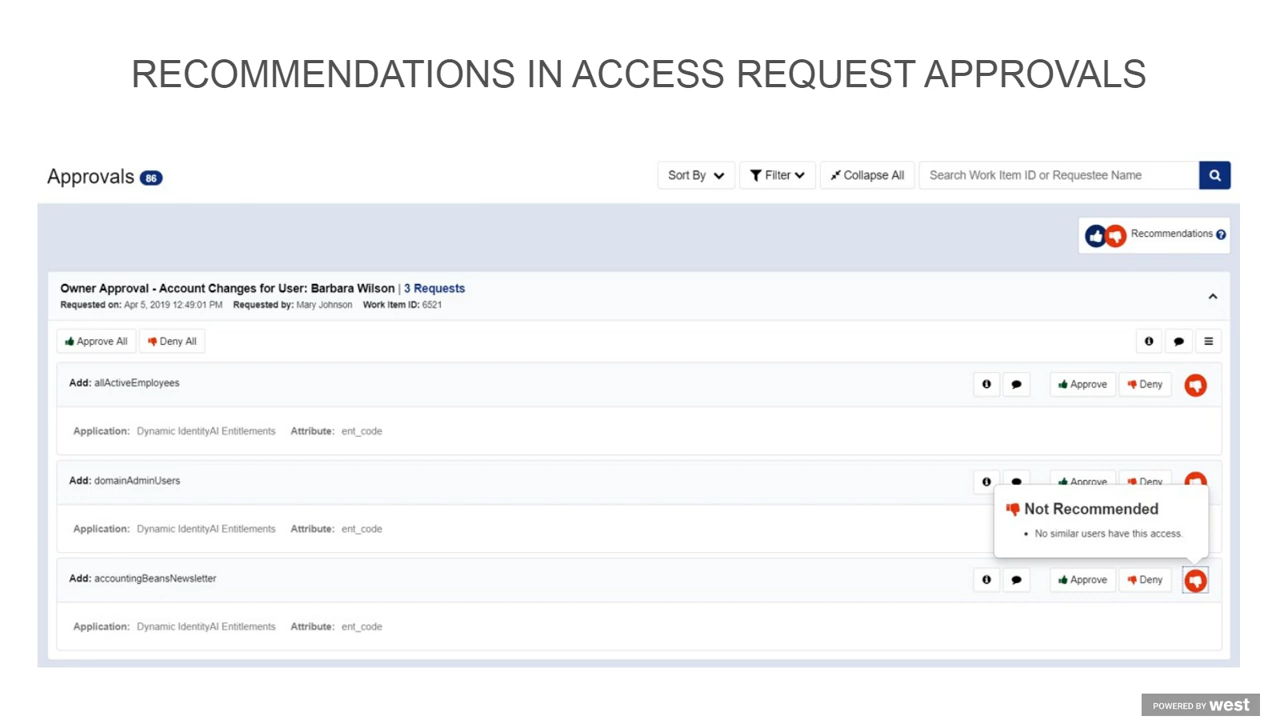 RECOMMENDATIONS IN ACCESS REQUEST APPROVALS
Approvals 86
Sort By
Filter
Collapse All
Search Work Item ID or Requestee Name
Recommendations
Owner Approval - Account Changes for User: Barbara Wilson | 3 Requests
Requested on: Apr 5, 2019 12:49:01 PM Requested by: Mary Johnson Work Item ID: 6521
Approve All Deny All
Add: allActiveEmployees
Approve Deny
Application: Dynamic IdentityAI Entitlements Attribute: ent_code
Add: domainAdminUsers
Approve Deny
Application: Dynamic IdentityAI Entitlements Attribute: ent_code
Not Recommended
• No similar users have this access.
Add: accountingBeansNewsletter
Approve Deny
Application: Dynamic IdentityAI Entitlements Attribute: ent_code
POWERED BY west